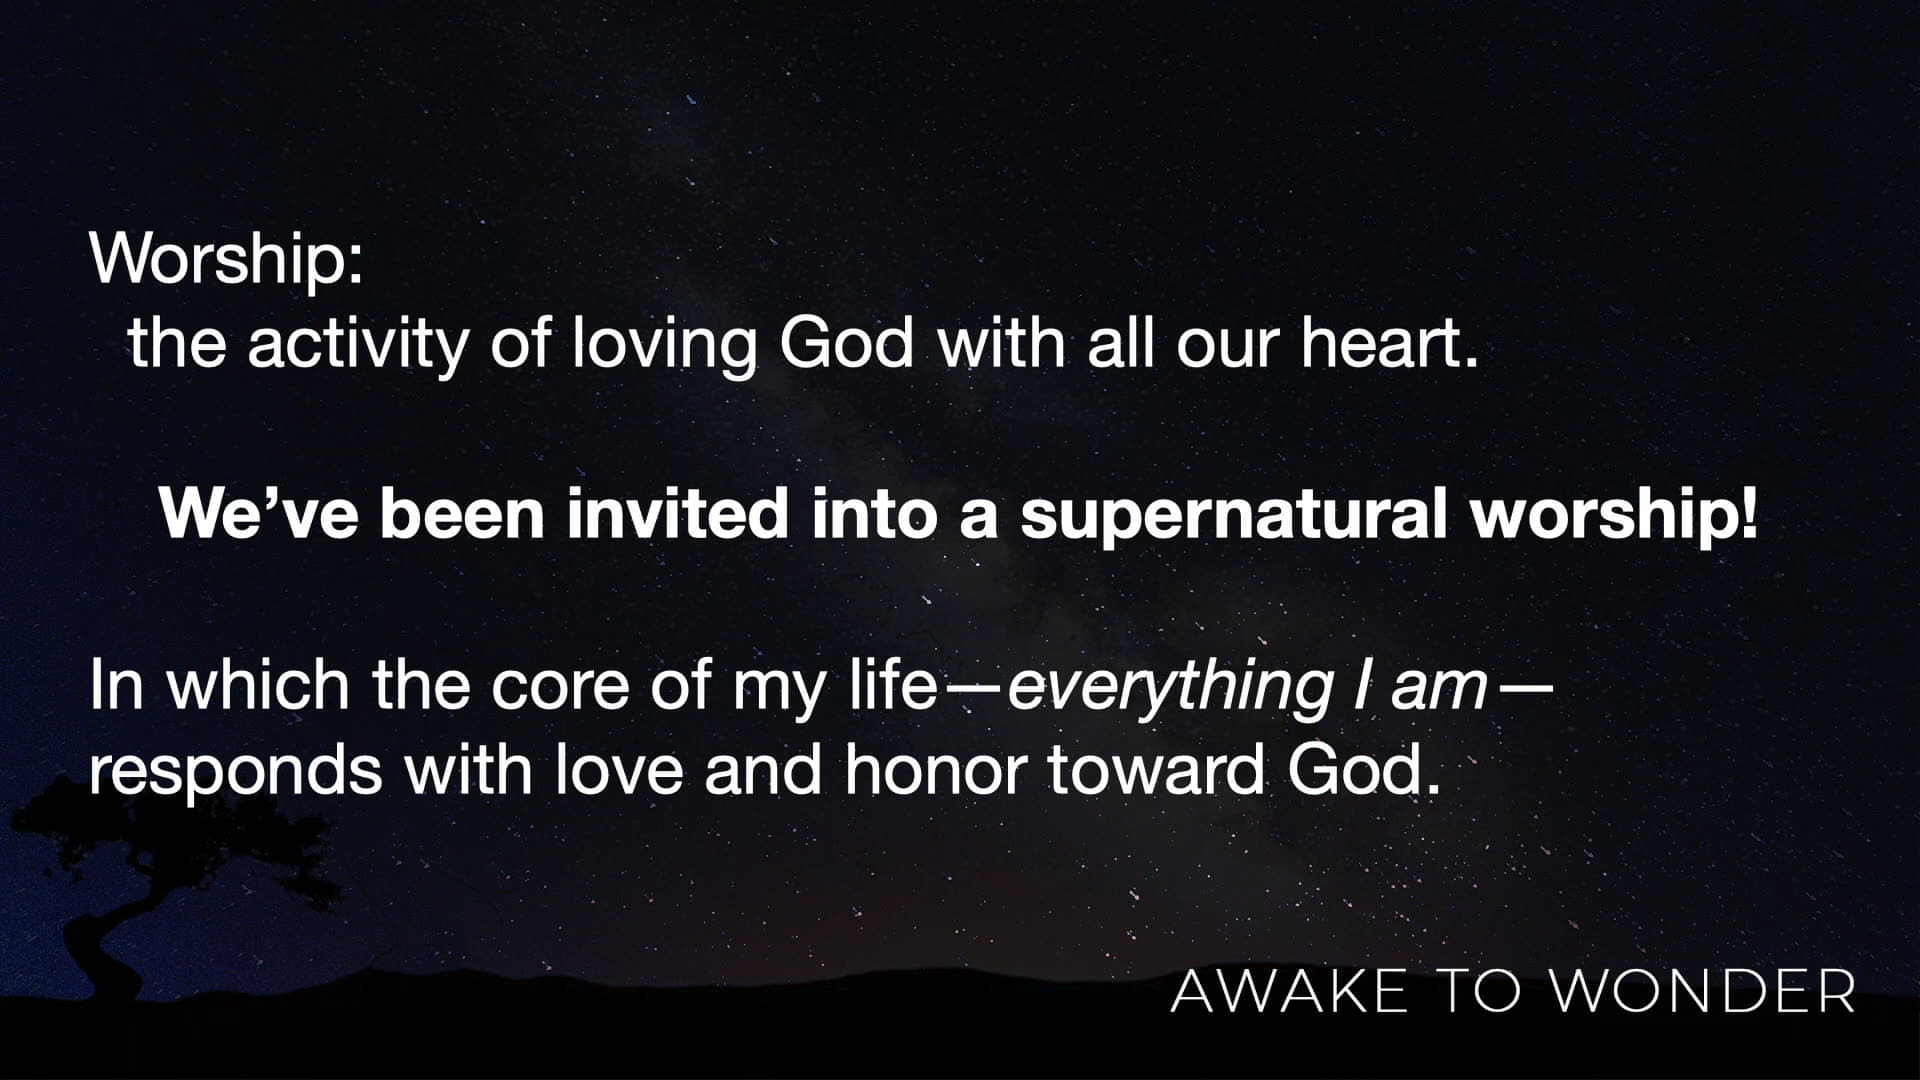 Worship:
the activity of loving God with all our heart.
We’ve been invited into a supernatural worship!
In which the core of my life—everything I am—
responds with love and honor toward God.
AWAKE TO WONDER